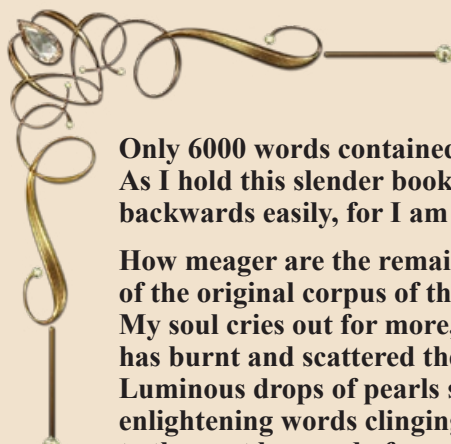 Only 6000 words contained
As I hold this slender book
backwards easily, for I am
How meager are the remai
of the original corpus of th
My soul cries out for more,
has burnt and scattered the
Luminous drops of pearls s
enlightening words clinging